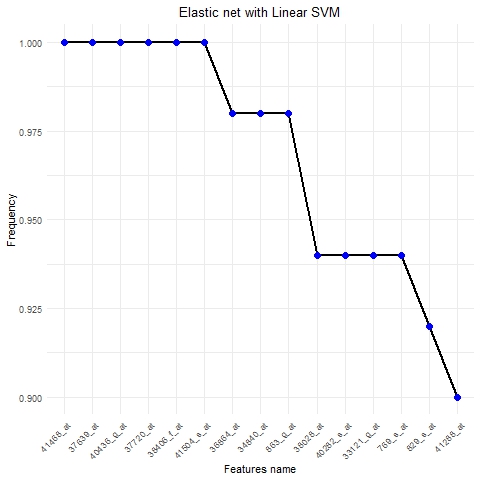 Elastic net with Linear SVM
1.000
0.975
0.950
0.925
0.900
Frequency
41468_at
37639_at
40436_g_at
37720_at
38406_f_at
41504_s_at
36864_at
34840_at
863_g_at
38028_at
40282_s_at
33121_g_at
769_s_at
829_s_at
41288_at
Features name